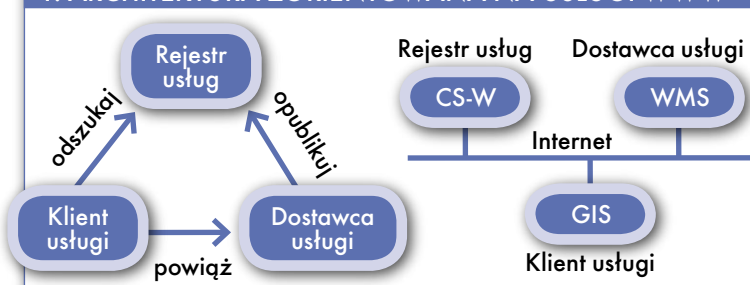 Rejestr
usług
odszukaj
opublikuj
Klient
usługi
powiąż
Dostawca
usługi
Rejestr usług
Dostawca usługi
CS-W
WMS
Internet
GIS
Klient usługi